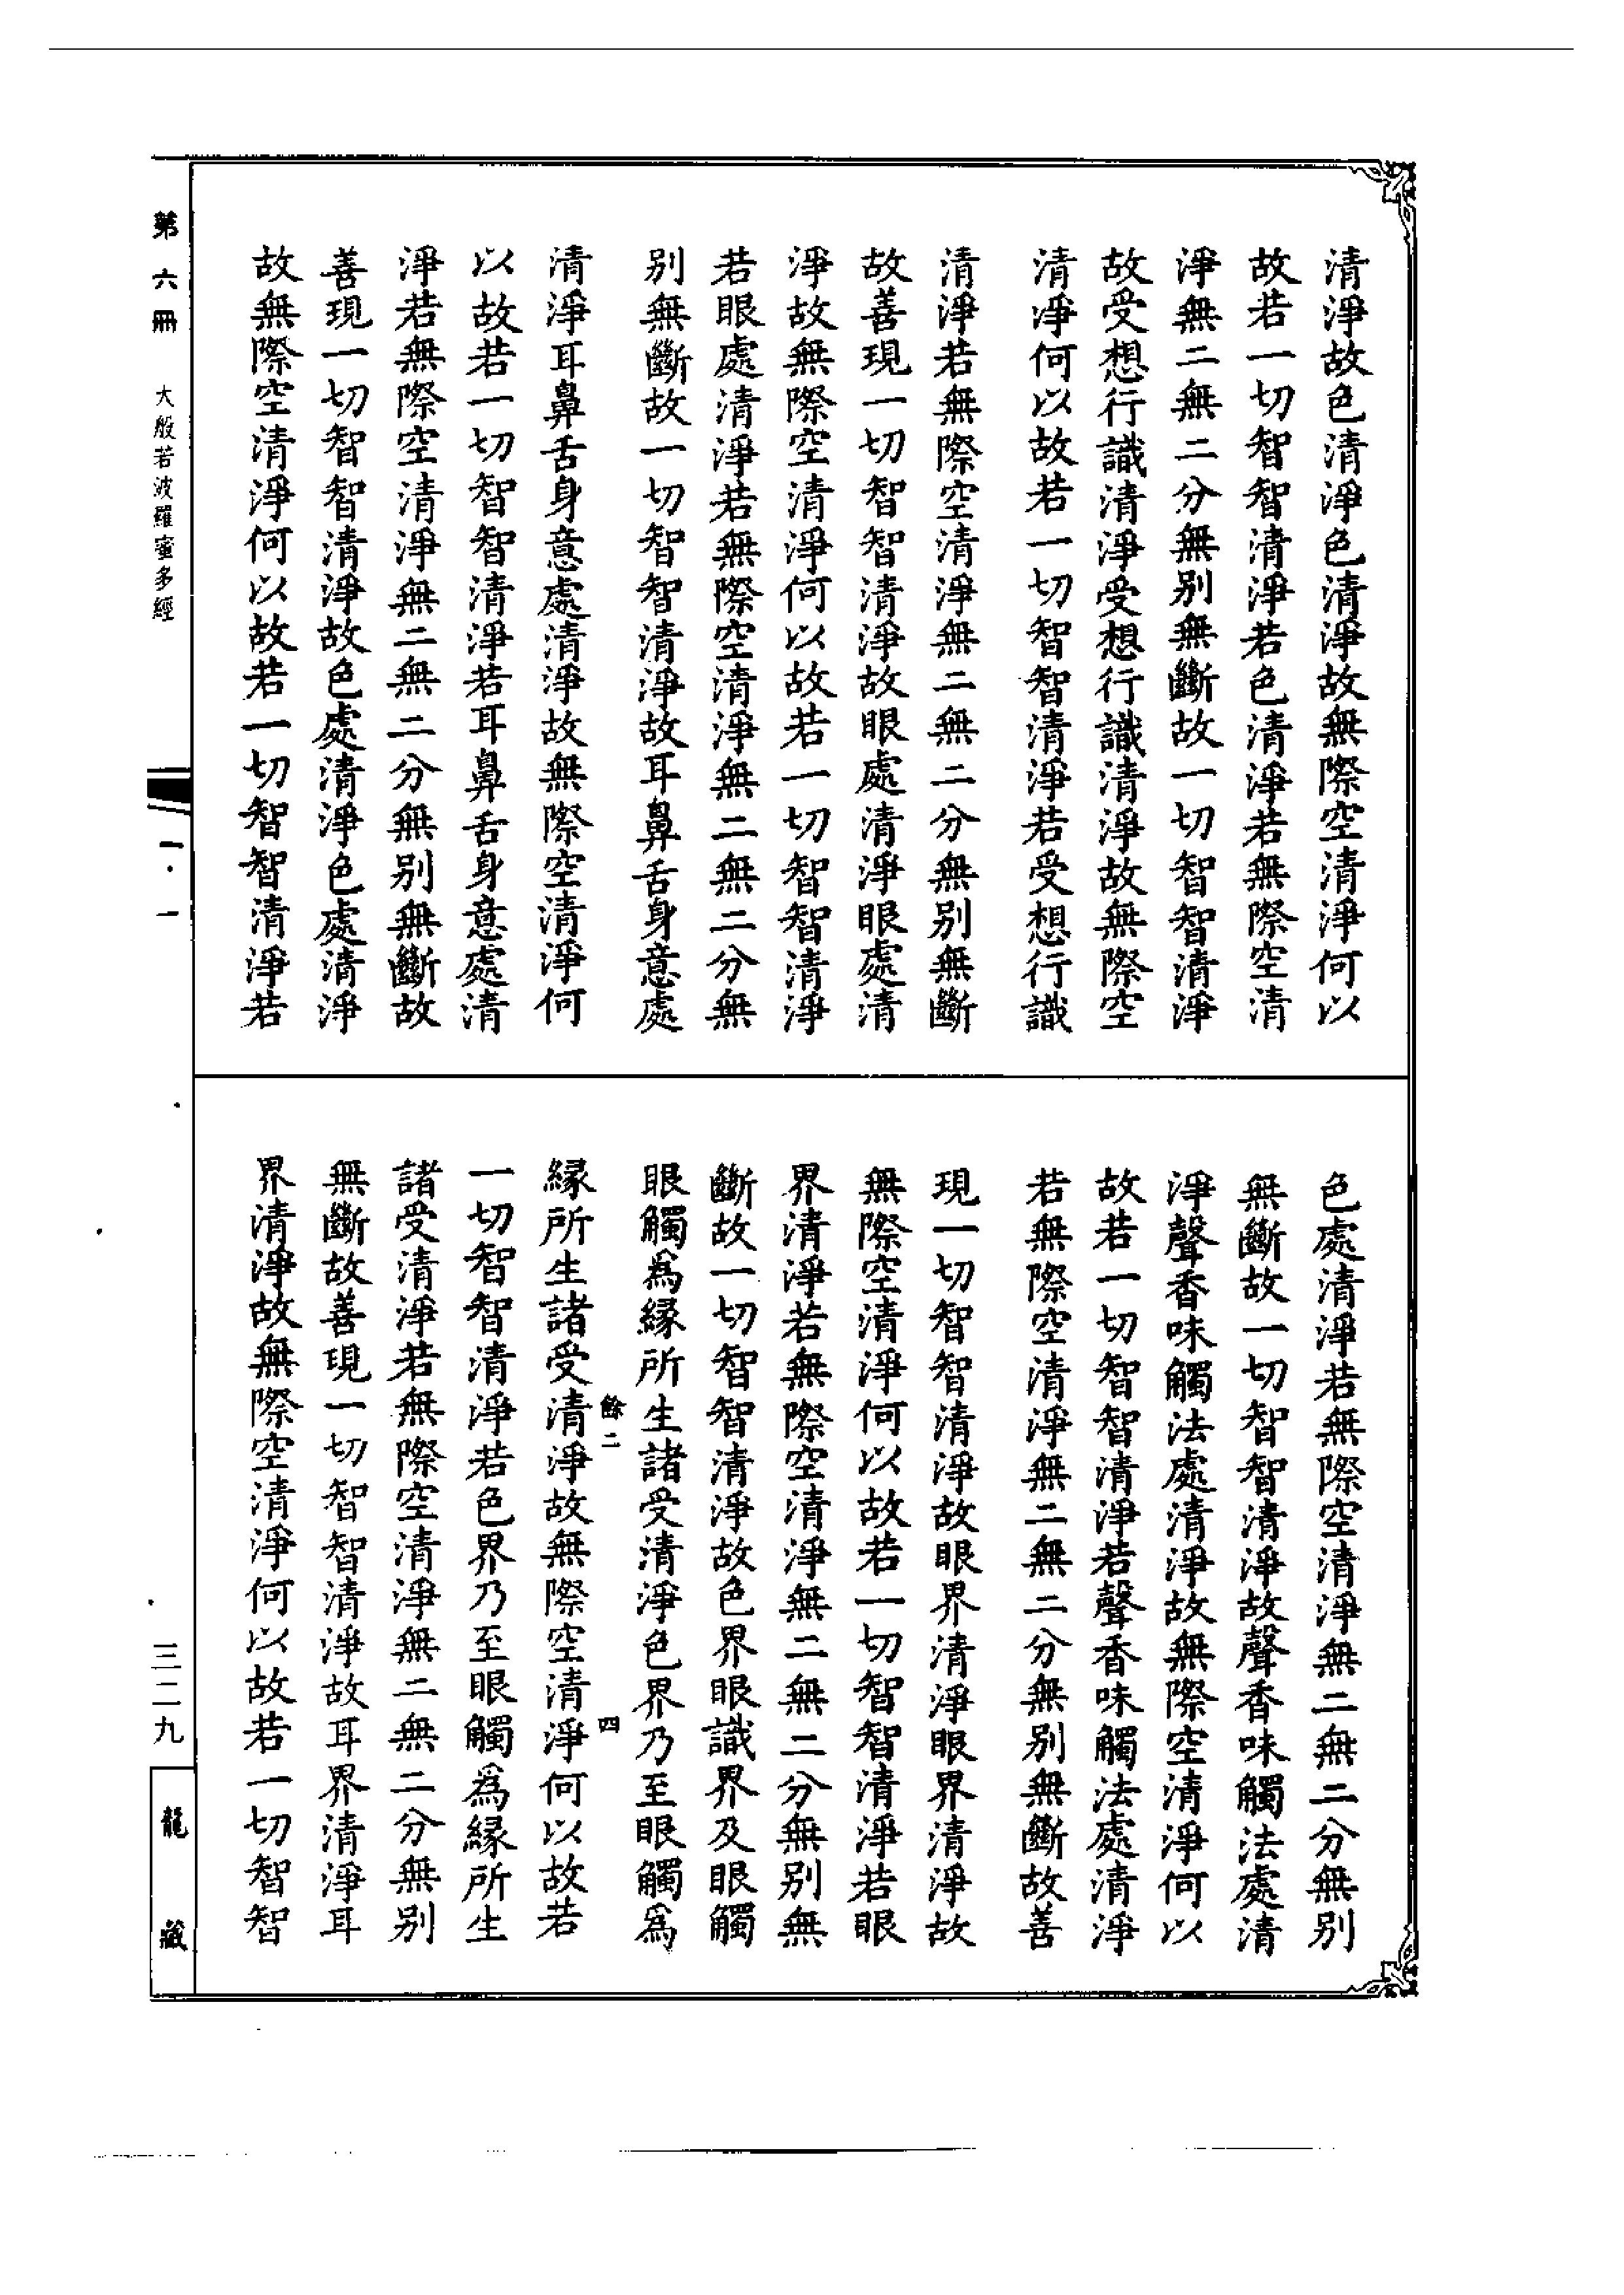 清淨故色清淨色清淨故無際空清淨何以
故若一切智智清淨若色清淨若無際空清
淨無二無二分無别無斷故一切智智清淨
故受想行識清淨受想行識清淨故無際空
清淨何以故若一切智智清淨若受想行識
清淨若無際空清淨無二無二分無别無斷
故善現一切智智清淨故眼處清淨眼處清
淨故無際空清淨何以故若一切智智清淨
若眼處清淨若無際空清淨無二無二分無
别無斷故一切智智清淨故耳鼻舌身意處
清淨耳鼻舌身意處清淨故無際空清淨何
以故若一切智智清淨若耳鼻舌身意處清
淨若無際空清淨無二無二分無别無斷故
善現一切智智清淨故色處清淨色處清淨
故無際空清淨何以故若一切智智清淨若
色處清淨若無際空清淨無二無二分無别
無斷故一切智智清淨故聲香味觸法處清
淨聲香味觸法處清淨故無際空清淨何以
故若一切智智清淨若聲香味觸法處清淨
若無際空清淨無二無二分無别無斷故善
現一切智智清淨故眼界清淨眼界清淨故
無際空清淨何以故若一切智智清淨若眼
界清淨若無際空清淨無二無二分無别無
斷故一切智智清淨故色界眼識界及眼觸
眼觸為縁所生諸受清淨色界乃至眼觸為
餘二
四
縁所生諸受清淨故無際空清淨何以故若
一切智智清淨若色界乃至眼觸為縁所生
諸受清淨若無際空清淨無二無二分無别
無斷故善現一切智智清淨故耳界清淨耳
界清淨故無際空清淨何以故若一切智智
第六冊
大般若波羅蜜多經
一·一
三二九
龍藏